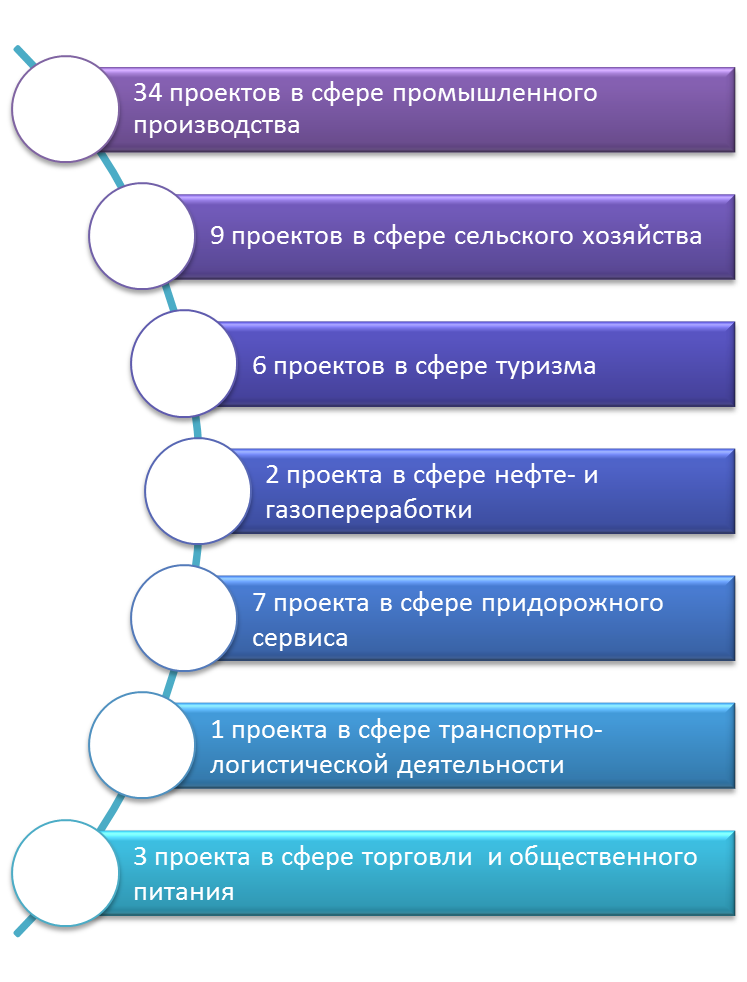 34 проектов в сфере промышленного
производства
9 проектов в сфере сельского хозяйства
6 проектов в сфере туризма
2 проекта в сфере нефте- и
газопереработки
7 проекта в сфере придорожного
сервиса
1 проекта в сфере транспортно-
логистической деятельности
3 проекта в сфере торговли  и общественного
питания